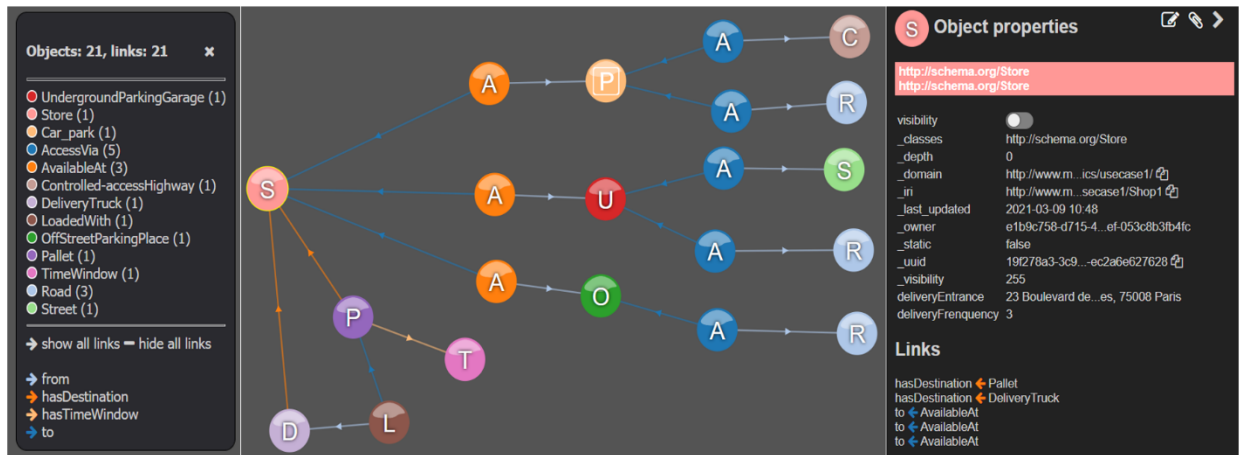 Objects: 21, links: 21 ×
UndergroundParkingGarage (1)
Store (1)
Car_park (1)
AccessVia (5)
AvailableAt (3)
Controlled-accessHighway (1)
DeliveryTruck (1)
LoadedWith (1)
OffStreetParkingPlace (1)
Pallet (1)
TimeWindow (1)
Road (3)
Street (1)
show all links hide all links
from
hasDestination
hasTimeWindow
to
A C
A P
A R
S
A S
A U
A R
A O
P A R
T
D L
S Object properties
http://schema.org/Store
http://schema.org/Store
visibility
_classes http://schema.org/Store
_depth 0
_domain http://www.m...ics/usecase1/
_iri http://www.m...secase1/Shop1
_last_updated 2021-03-09 10:48
_owner e1b9c758-d715-4...ef-053c8b3fb4fc
_static false
_uuid 19f278a3-3c9...-ec2a6e627628
_visibility 255
deliveryEntrance 23 Boulevard de...es, 75008 Paris
deliveryFrenquency 3
Links
hasDestination ← Pallet
hasDestination ← DeliveryTruck
to ← AvailableAt
to ← AvailableAt
to ← AvailableAt